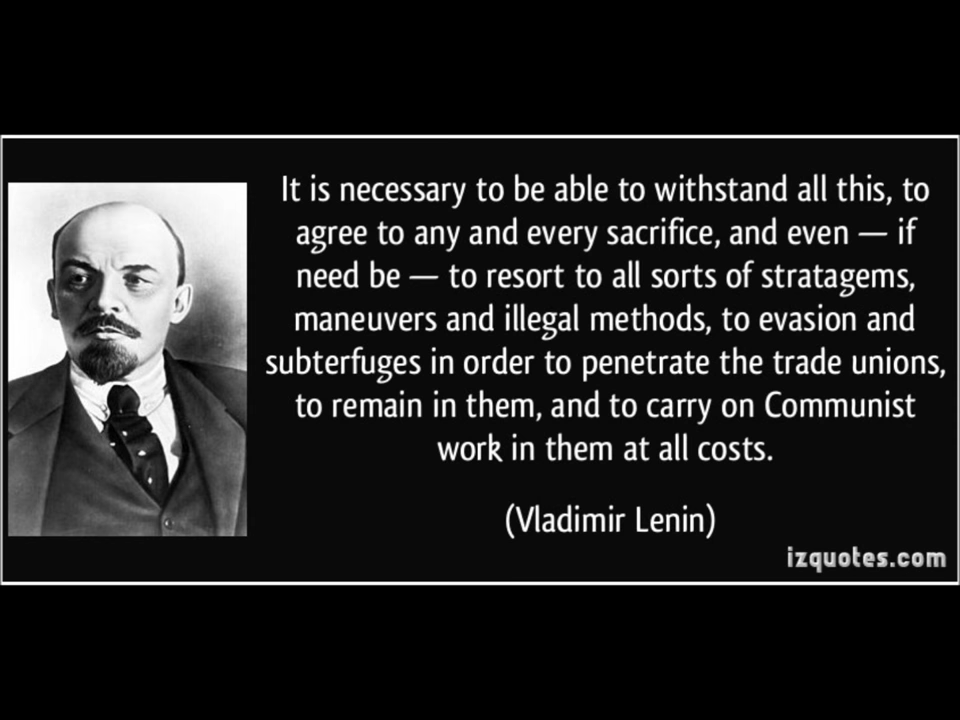 It is necessary to be able to withstand all this, to
agree to any and every sacrifice, and even — if
need be — to resort to all sorts of stratagems,
maneuvers and illegal methods, to evasion and
subterfuges in order to penetrate the trade unions,
to remain in them, and to carry on Communist
work in them at all costs.
(Vladimir Lenin)
izquotes.com